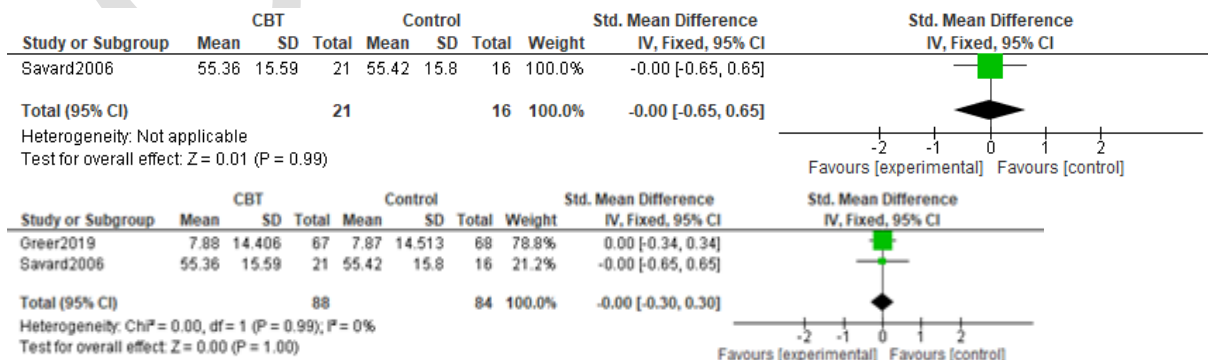 CBT Control Std. Mean Difference Std. Mean Difference
Study or Subgroup Mean SD Total Mean SD Total Weight IV, Fixed, 95% CI IV, Fixed, 95% CI
Savard2006 55.36 15.59 21 55.42 15.8 16 100.0% -0.00 [-0.65, 0.65]
Total (95% CI) 21 16 100.0% -0.00 [-0.65, 0.65]
Heterogeneity: Not applicable
Test for overall effect: Z = 0.01 (P = 0.99)
-2 -1 0 1 2
Favours [experimental] Favours [control]
CBT Control Std. Mean Difference Std. Mean Difference
Study or Subgroup Mean SD Total Mean SD Total Weight IV, Fixed, 95% CI IV, Fixed, 95% CI
Greer2019 7.88 14.406 67 7.87 14.513 68 78.8% 0.00 [-0.34, 0.34]
Savard2006 55.36 15.59 21 55.42 15.8 16 21.2% -0.00 [-0.65, 0.65]
Total (95% CI) 88 84 100.0% -0.00 [-0.30, 0.30]
Heterogeneity: Chi² = 0.00, df = 1 (P = 0.99); I² = 0%
Test for overall effect: Z = 0.00 (P = 1.00)
-2 -1 0 1 2
Favours [experimental] Favours [control]